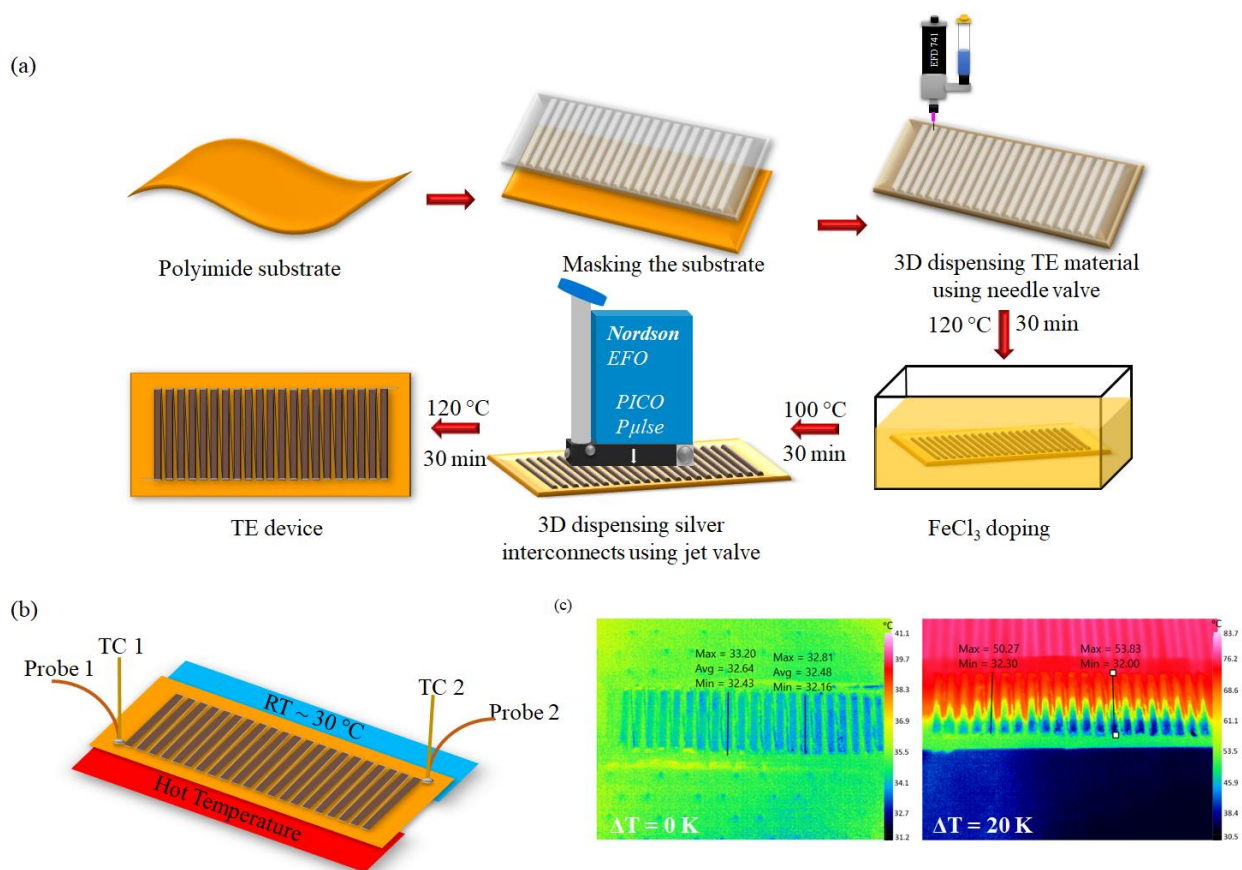 (a)
EFD 741
Polyimide substrate
Masking the substrate
3D dispensing TE material
using needle valve
120 °C 30 min
Nordson
EFO
PICO
Pµlse
100 °C
30 min
120 °C
30 min
TE device
3D dispensing silver
interconnects using jet valve
FeCl₃ doping
(b)
TC 1
Probe 1
RT ~ 30 °C
TC 2
Probe 2
Hot Temperature
(c)
Max = 33.20
Avg = 32.64
Min = 32.43
Max = 32.81
Avg = 32.48
Min = 32.16
ΔT = 0 K
°C
41.1
39.7
38.3
36.9
35.5
34.1
32.7
31.2
Max = 50.27
Min = 32.30
Max = 53.83
Min = 32.00
ΔT = 20 K
°C
83.7
76.2
68.6
61.1
53.5
45.9
38.4
30.5